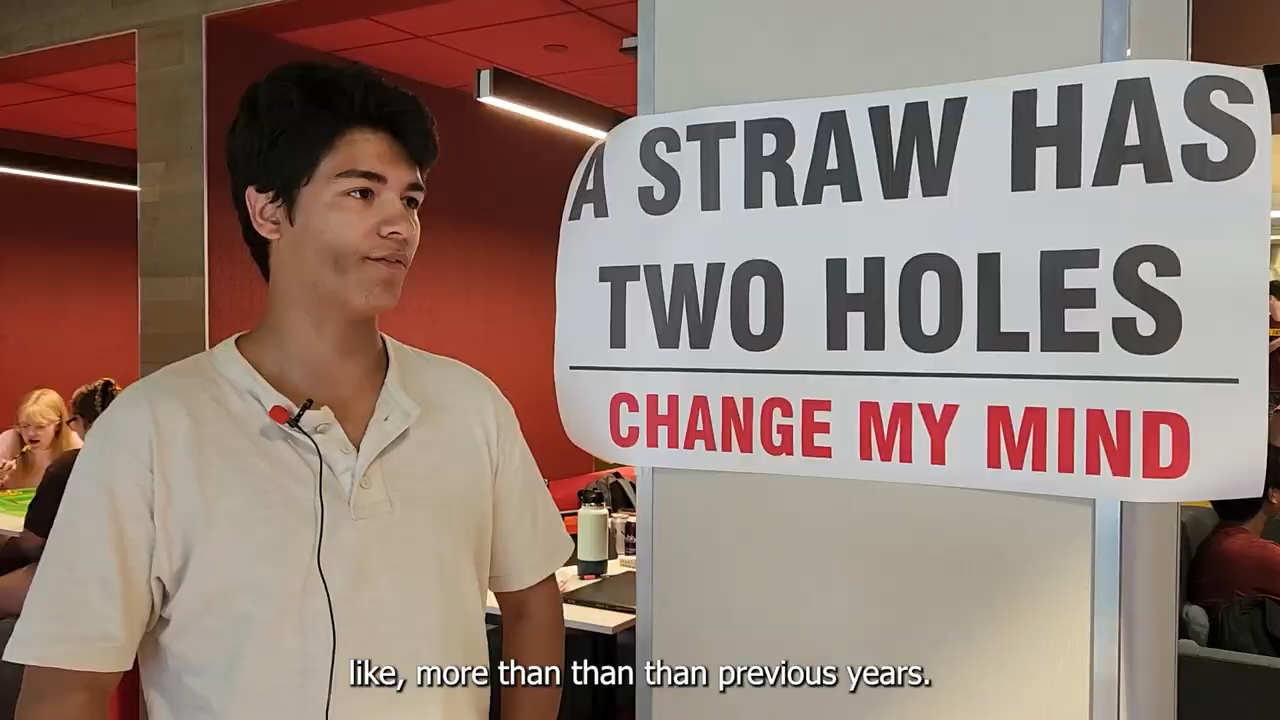 A STRAW HAS
TWO HOLES
CHANGE MY MIND
like, more than than than previous years.